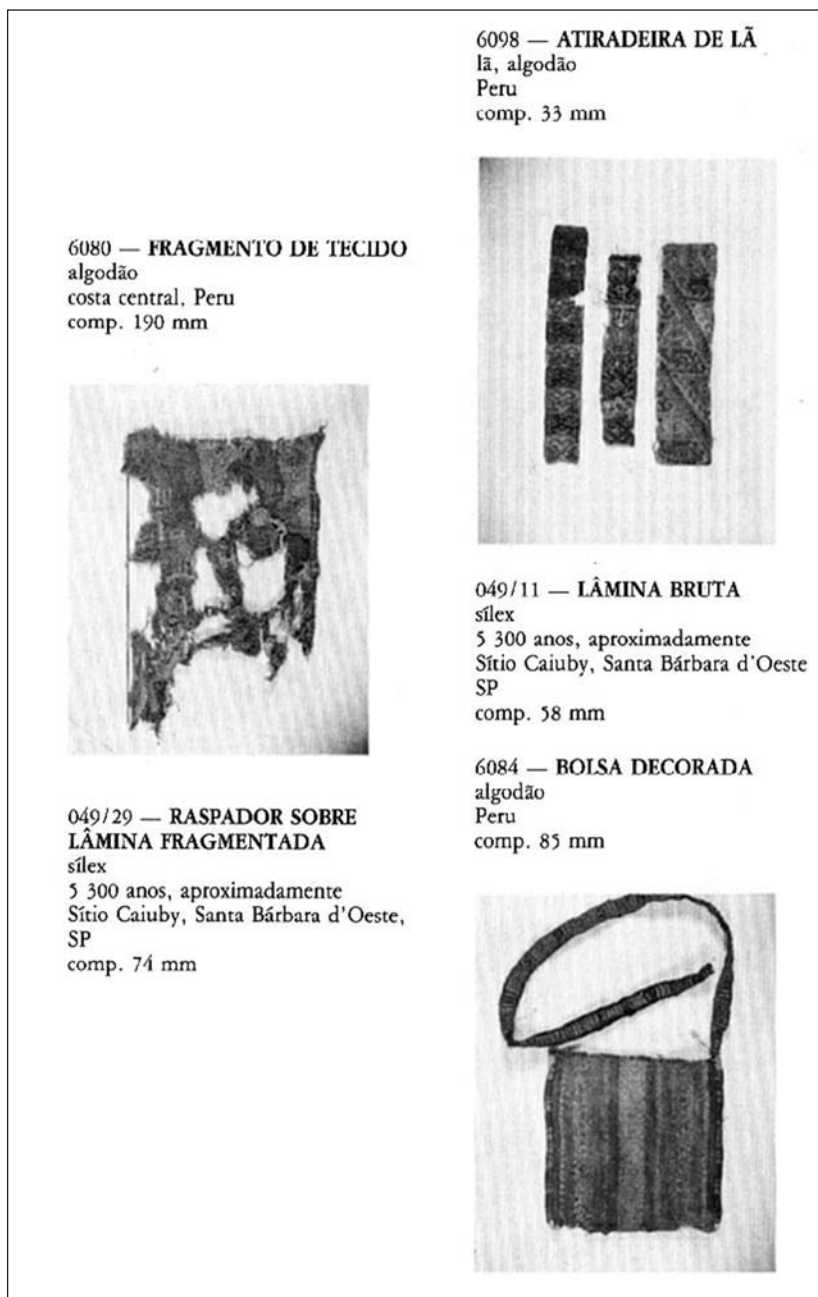 6080 — FRAGMENTO DE TECIDO
algodão
costa central, Peru
comp. 190 mm
049/29 — RASPADOR SOBRE
LÂMINA FRAGMENTADA
sílex
5 300 anos, aproximadamente
Sítio Caiuby, Santa Bárbara d'Oeste,
SP
comp. 74 mm
6098 — ATIRADEIRA DE LÃ
lã, algodão
Peru
comp. 33 mm
049/11 — LÂMINA BRUTA
sílex
5 300 anos, aproximadamente
Sítio Caiuby, Santa Bárbara d'Oeste
SP
comp. 58 mm
6084 — BOLSA DECORADA
algodão
Peru
comp. 85 mm